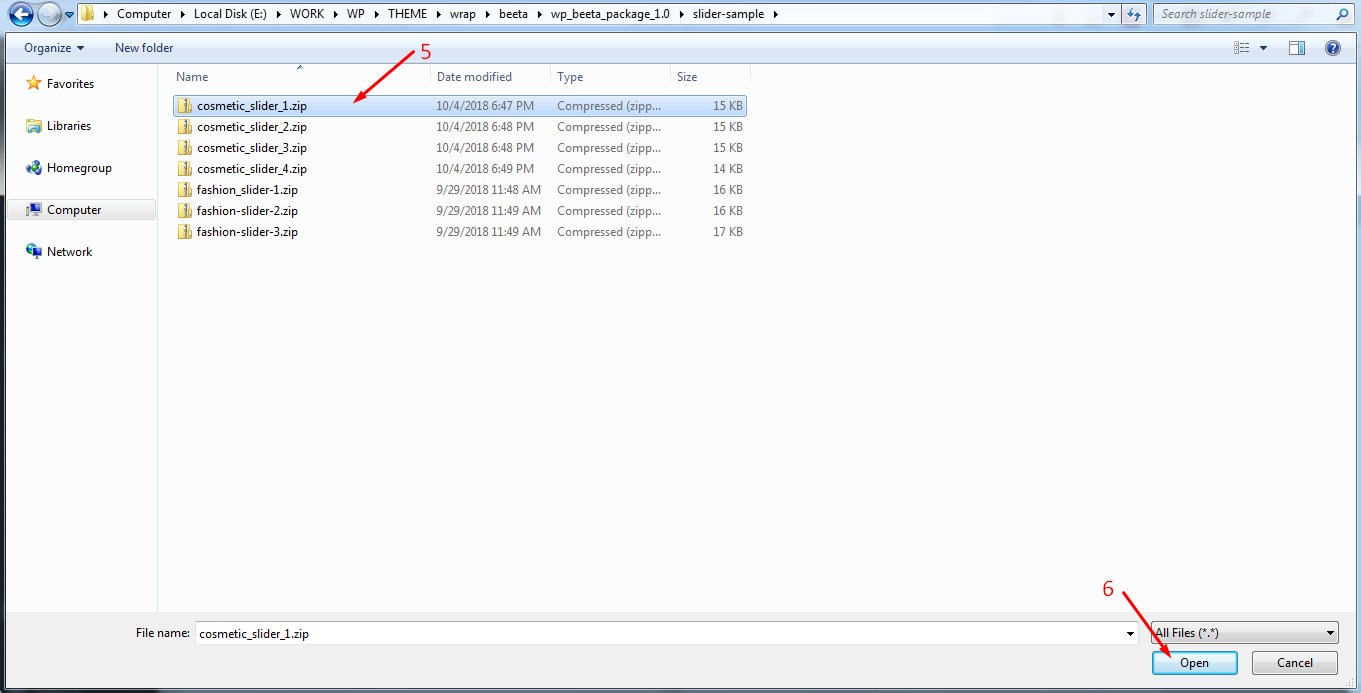 Computer Local Disk (E:) WORK WP THEME wrap beeta wp_beeta_package_1.0 slider-sample Search slider-sample
Organize New folder
5
Name Date modified Type Size
Favorites
Libraries
Homegroup
Computer
Network
cosmetic_slider_1.zip 10/4/2018 6:47 PM Compressed (zipp... 15 KB
cosmetic_slider_2.zip 10/4/2018 6:48 PM Compressed (zipp... 15 KB
cosmetic_slider_3.zip 10/4/2018 6:48 PM Compressed (zipp... 15 KB
cosmetic_slider_4.zip 10/4/2018 6:49 PM Compressed (zipp... 14 KB
fashion_slider-1.zip 9/29/2018 11:48 AM Compressed (zipp... 16 KB
fashion-slider-2.zip 9/29/2018 11:49 AM Compressed (zipp... 16 KB
fashion-slider-3.zip 9/29/2018 11:49 AM Compressed (zipp... 17 KB
6
File name: cosmetic_slider_1.zip All Files (*.*)
Open Cancel